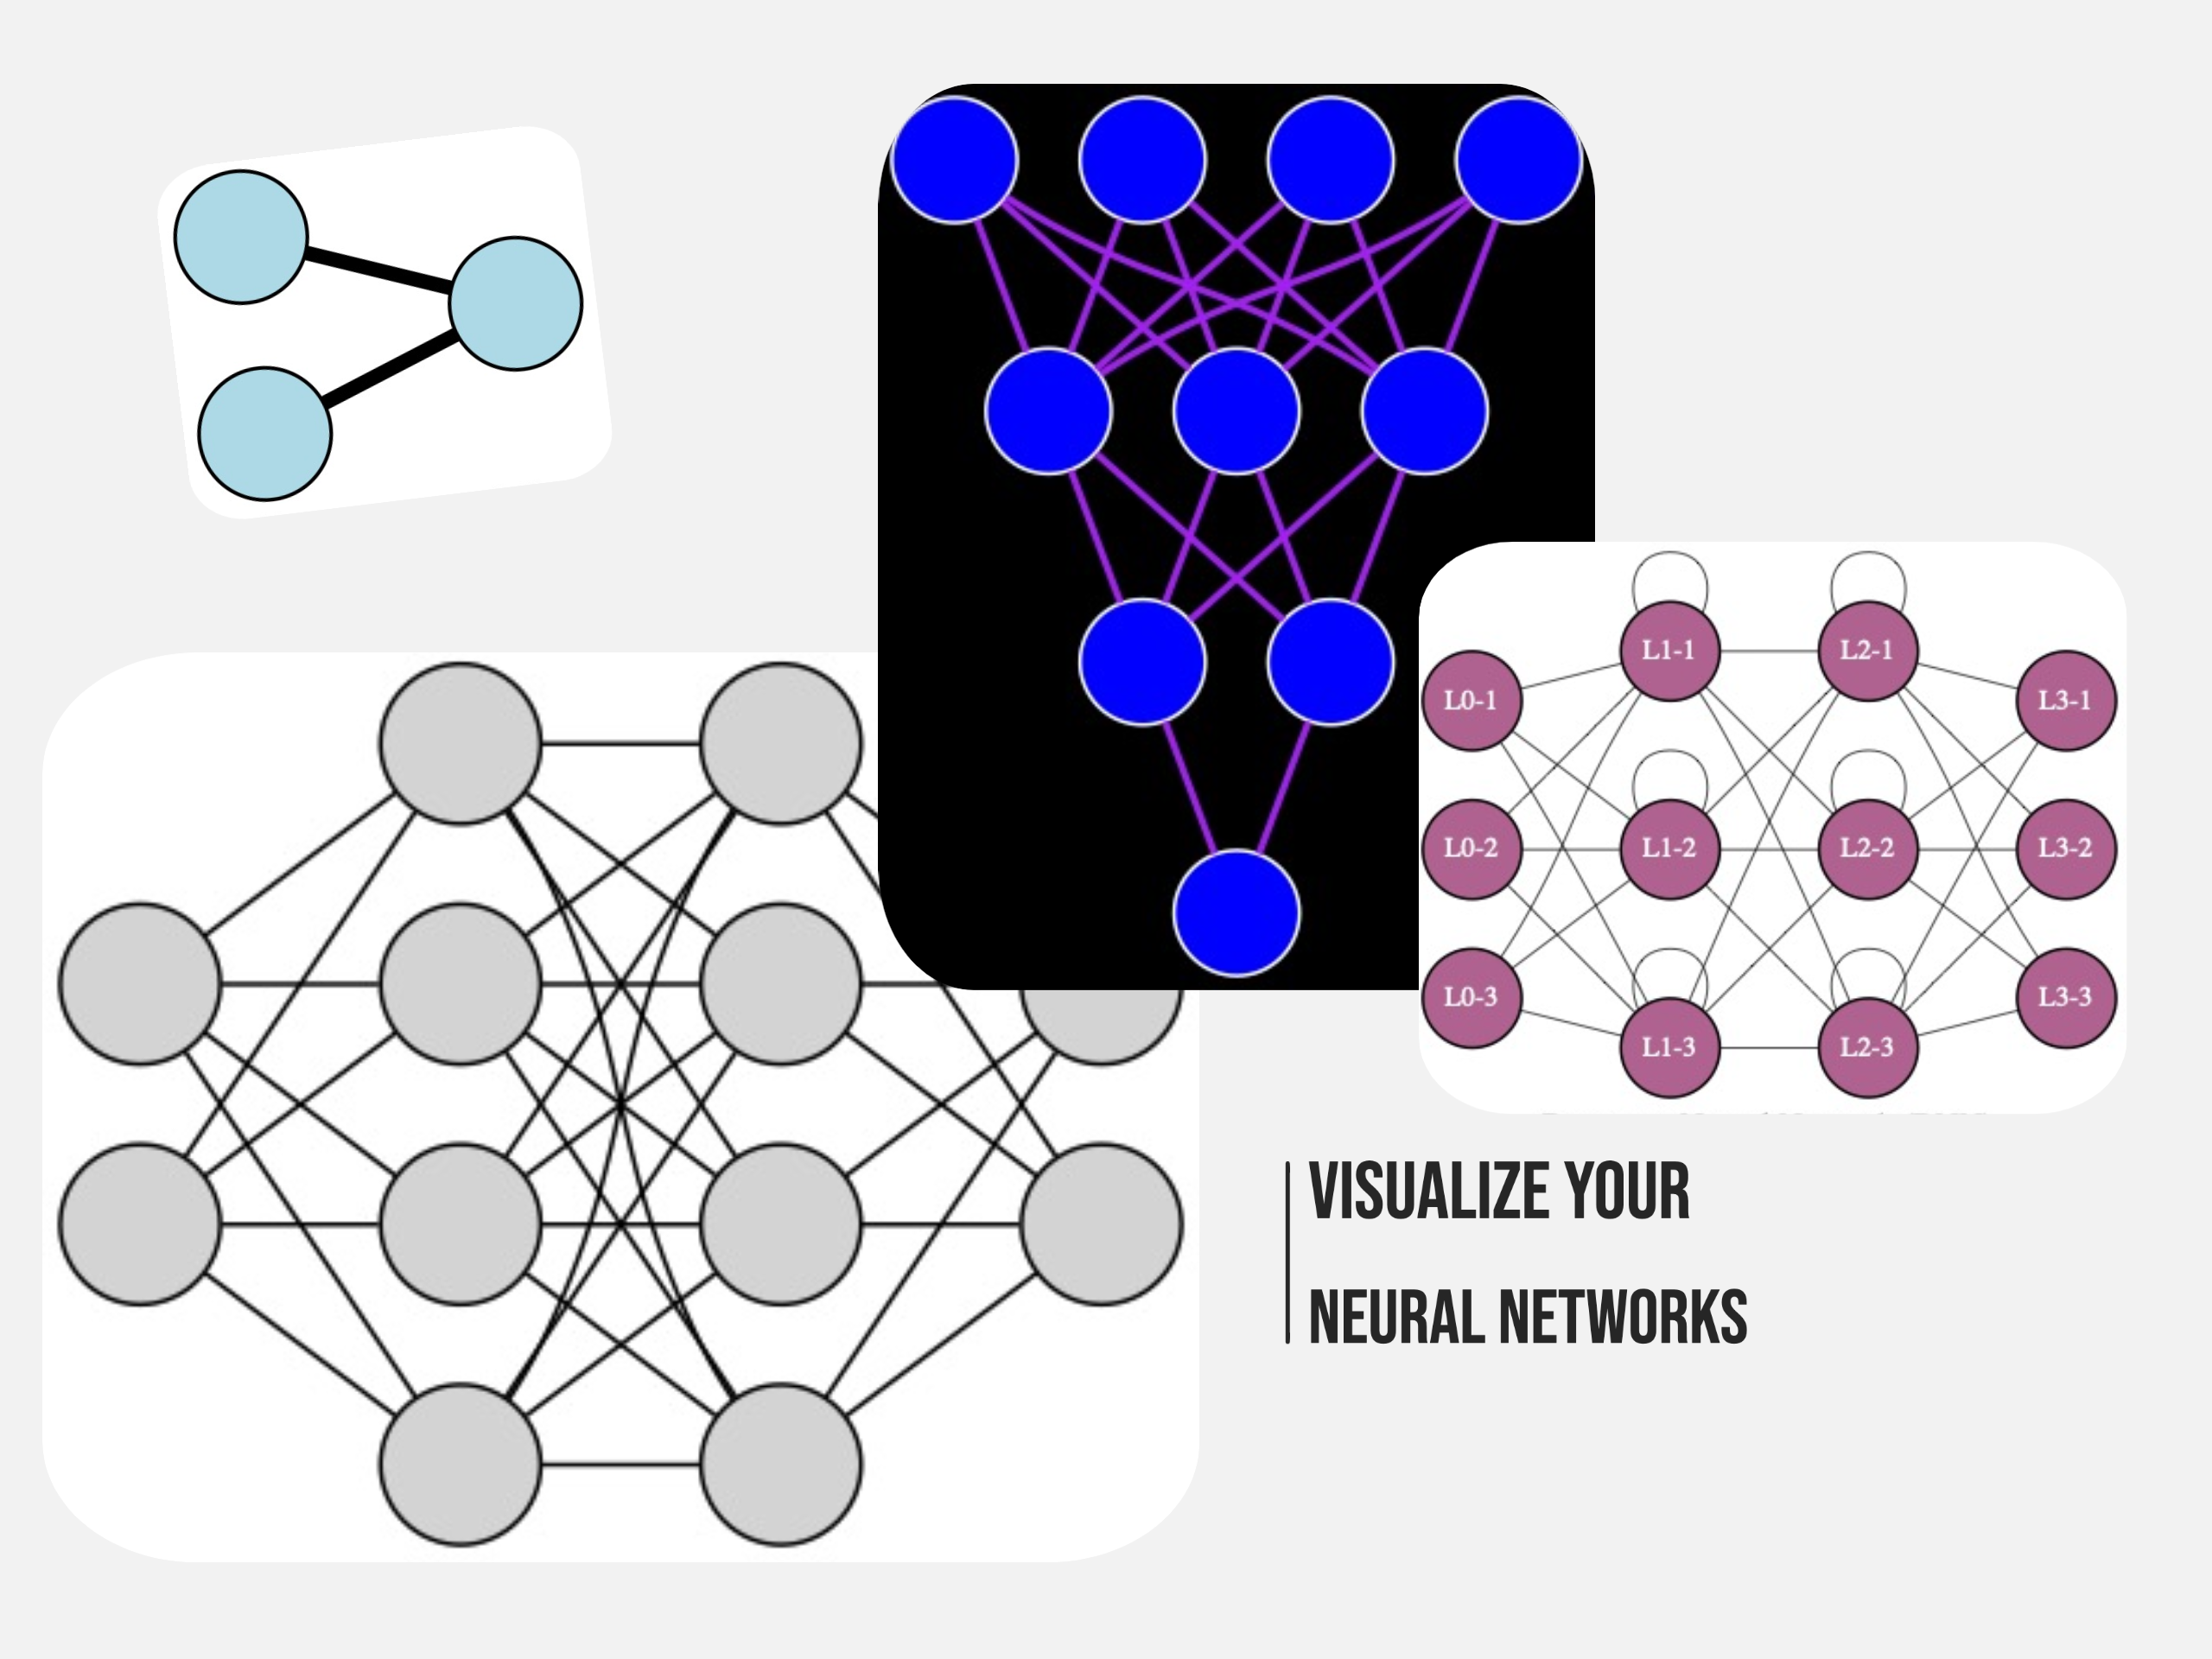 L1-1 L2-1
L0-1 L3-1
L0-2 L1-2 L2-2 L3-2
L0-3 L3-3
L1-3 L2-3
VISUALIZE YOUR
NEURAL NETWORKS